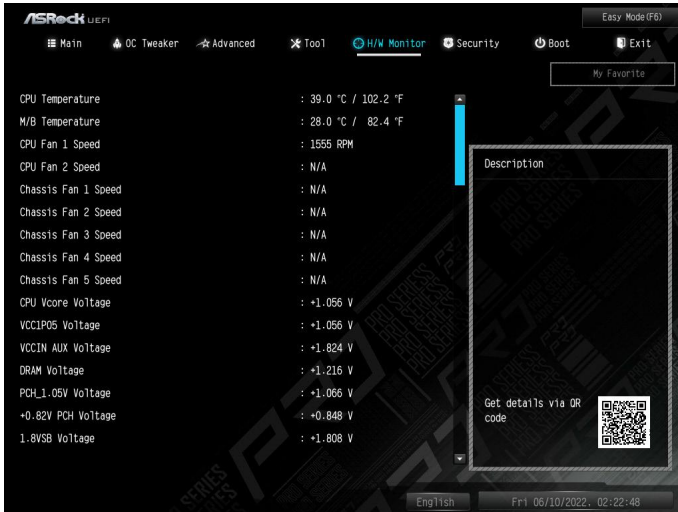 ASRock UEFI
Easy Mode(F6)
Main OC Tweaker Advanced Tool H/W Monitor Security Boot Exit
My Favorite
CPU Temperature : 39.0 °C / 102.2 °F
M/B Temperature : 28.0 °C / 82.4 °F
CPU Fan 1 Speed : 1555 RPM
CPU Fan 2 Speed : N/A
Chassis Fan 1 Speed : N/A
Chassis Fan 2 Speed : N/A
Chassis Fan 3 Speed : N/A
Chassis Fan 4 Speed : N/A
Chassis Fan 5 Speed : N/A
CPU Vcore Voltage : +1.056 V
VCC1P05 Voltage : +1.056 V
VCCIN AUX Voltage : +1.824 V
DRAM Voltage : +1.216 V
PCH_1.05V Voltage : +1.066 V
+0.82V PCH Voltage : +0.848 V
1.8VSB Voltage : +1.808 V
Description
Get details via QR
code
English
Fri 06/10/2022, 02:22:48